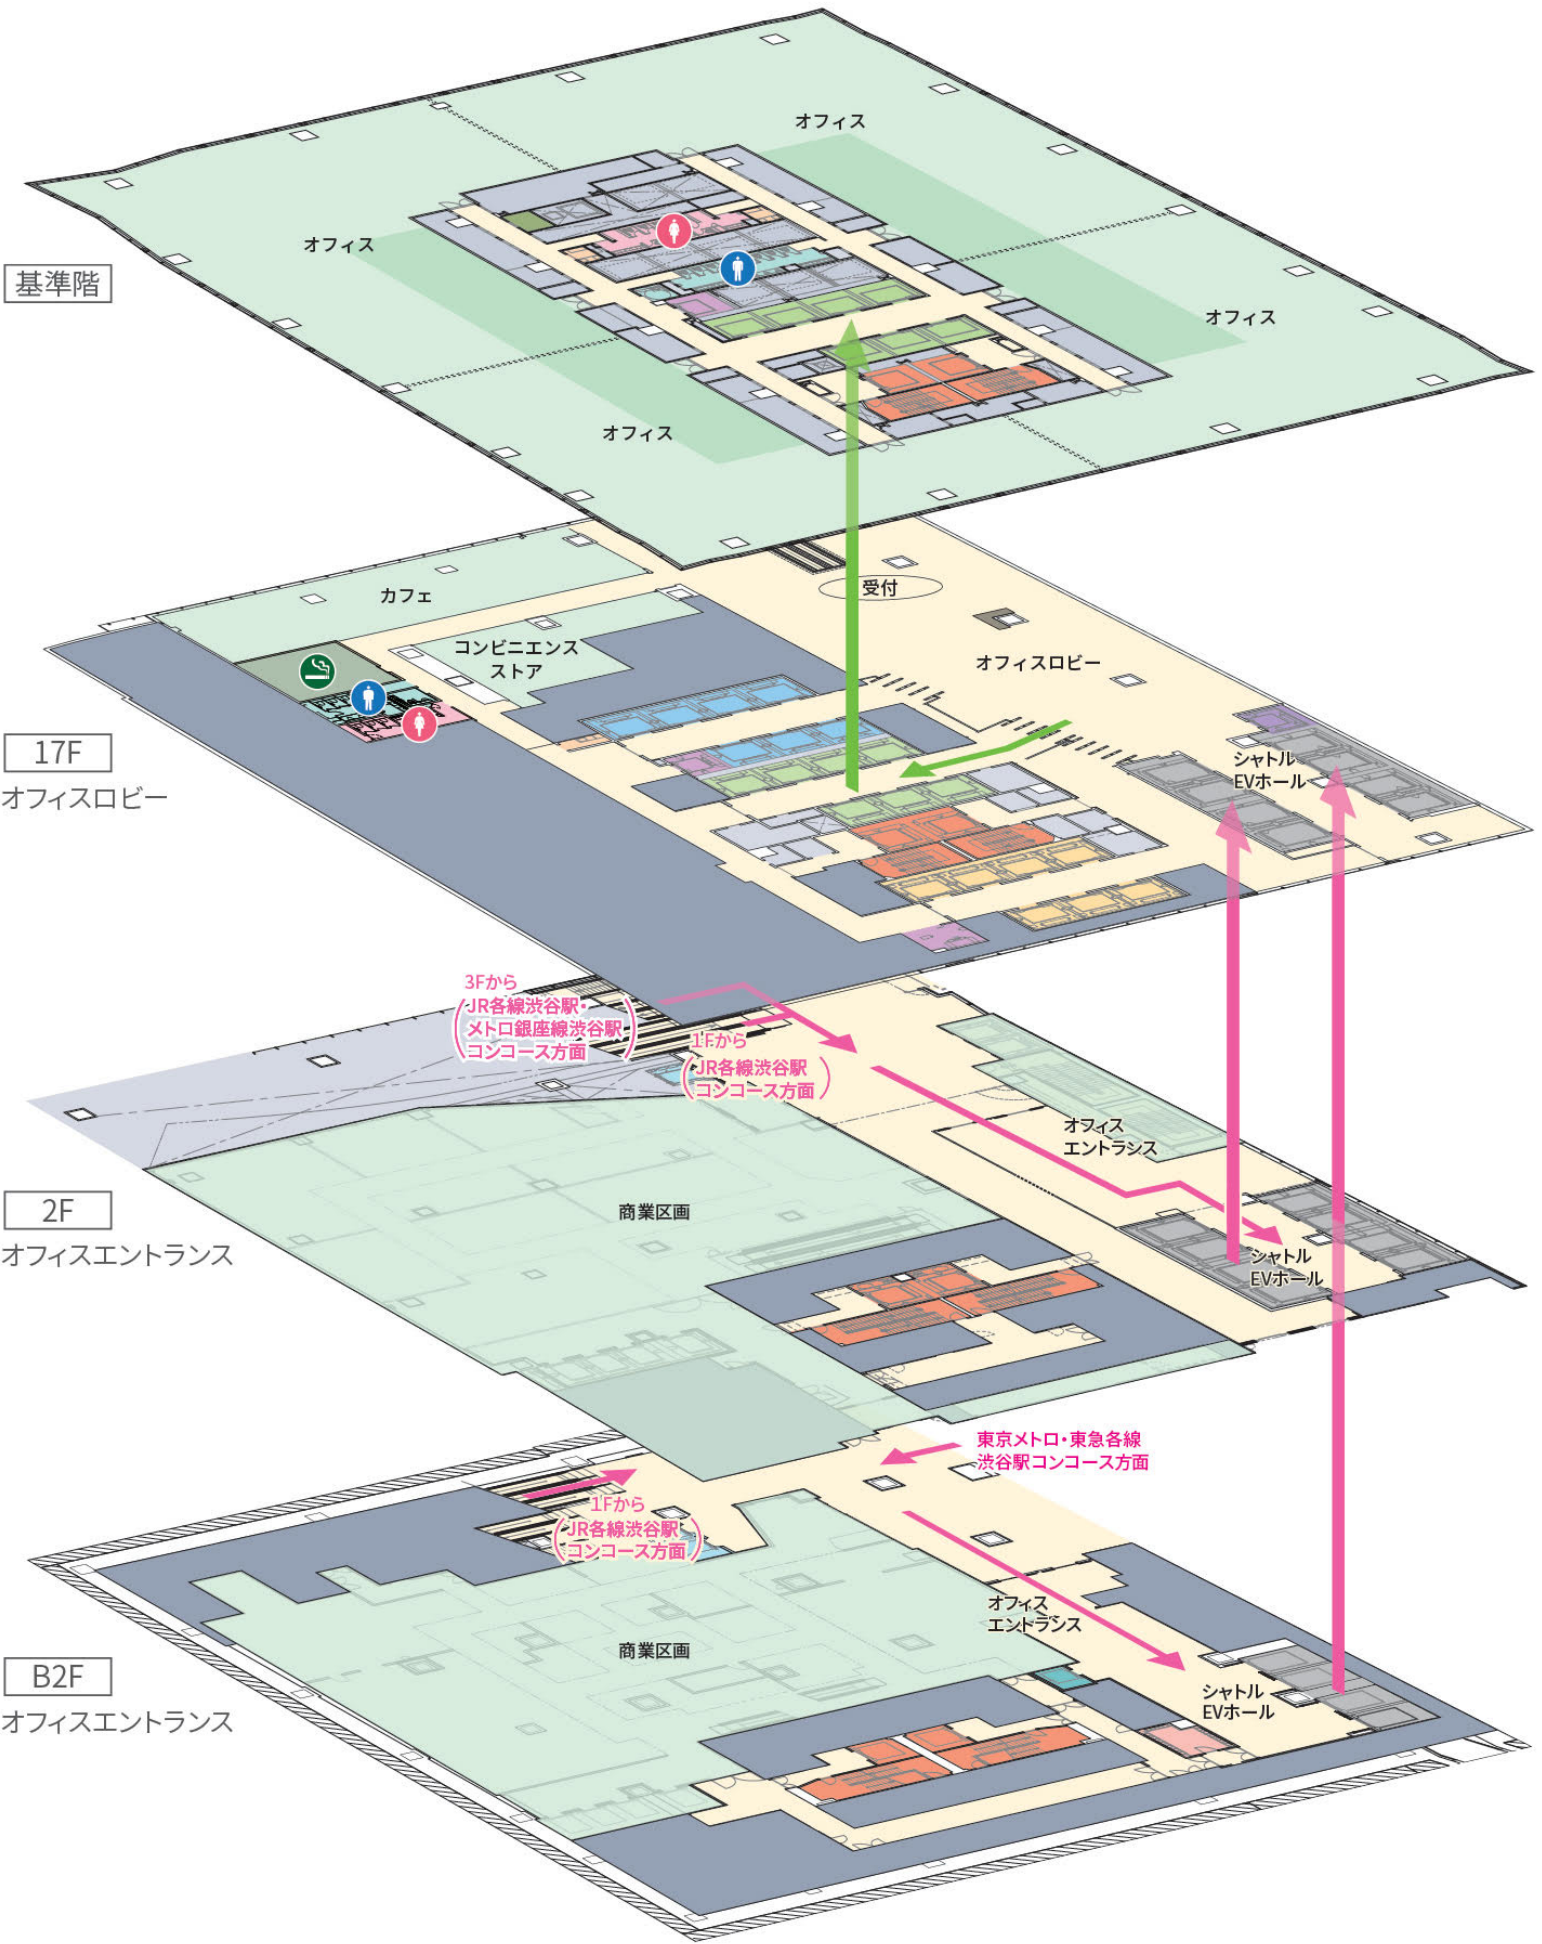 オフィス
オフィス
基準階
オフィス
オフィス
受付
カフェ
コンビニエンス
ストア
オフィスロビー
17F
オフィスロビー
シャトル
EVホール
3Fから
JR各線渋谷駅・
メトロ銀座線渋谷駅
コンコース方面
1Fから
JR各線渋谷駅
コンコース方面
オフィス
エントランス
2F
オフィスエントランス
商業区画
シャトル
EVホール
東京メトロ・東急各線
渋谷駅コンコース方面
1Fから
JR各線渋谷駅
コンコース方面
オフィス
エントランス
商業区画
B2F
オフィスエントランス
シャトル
EVホール